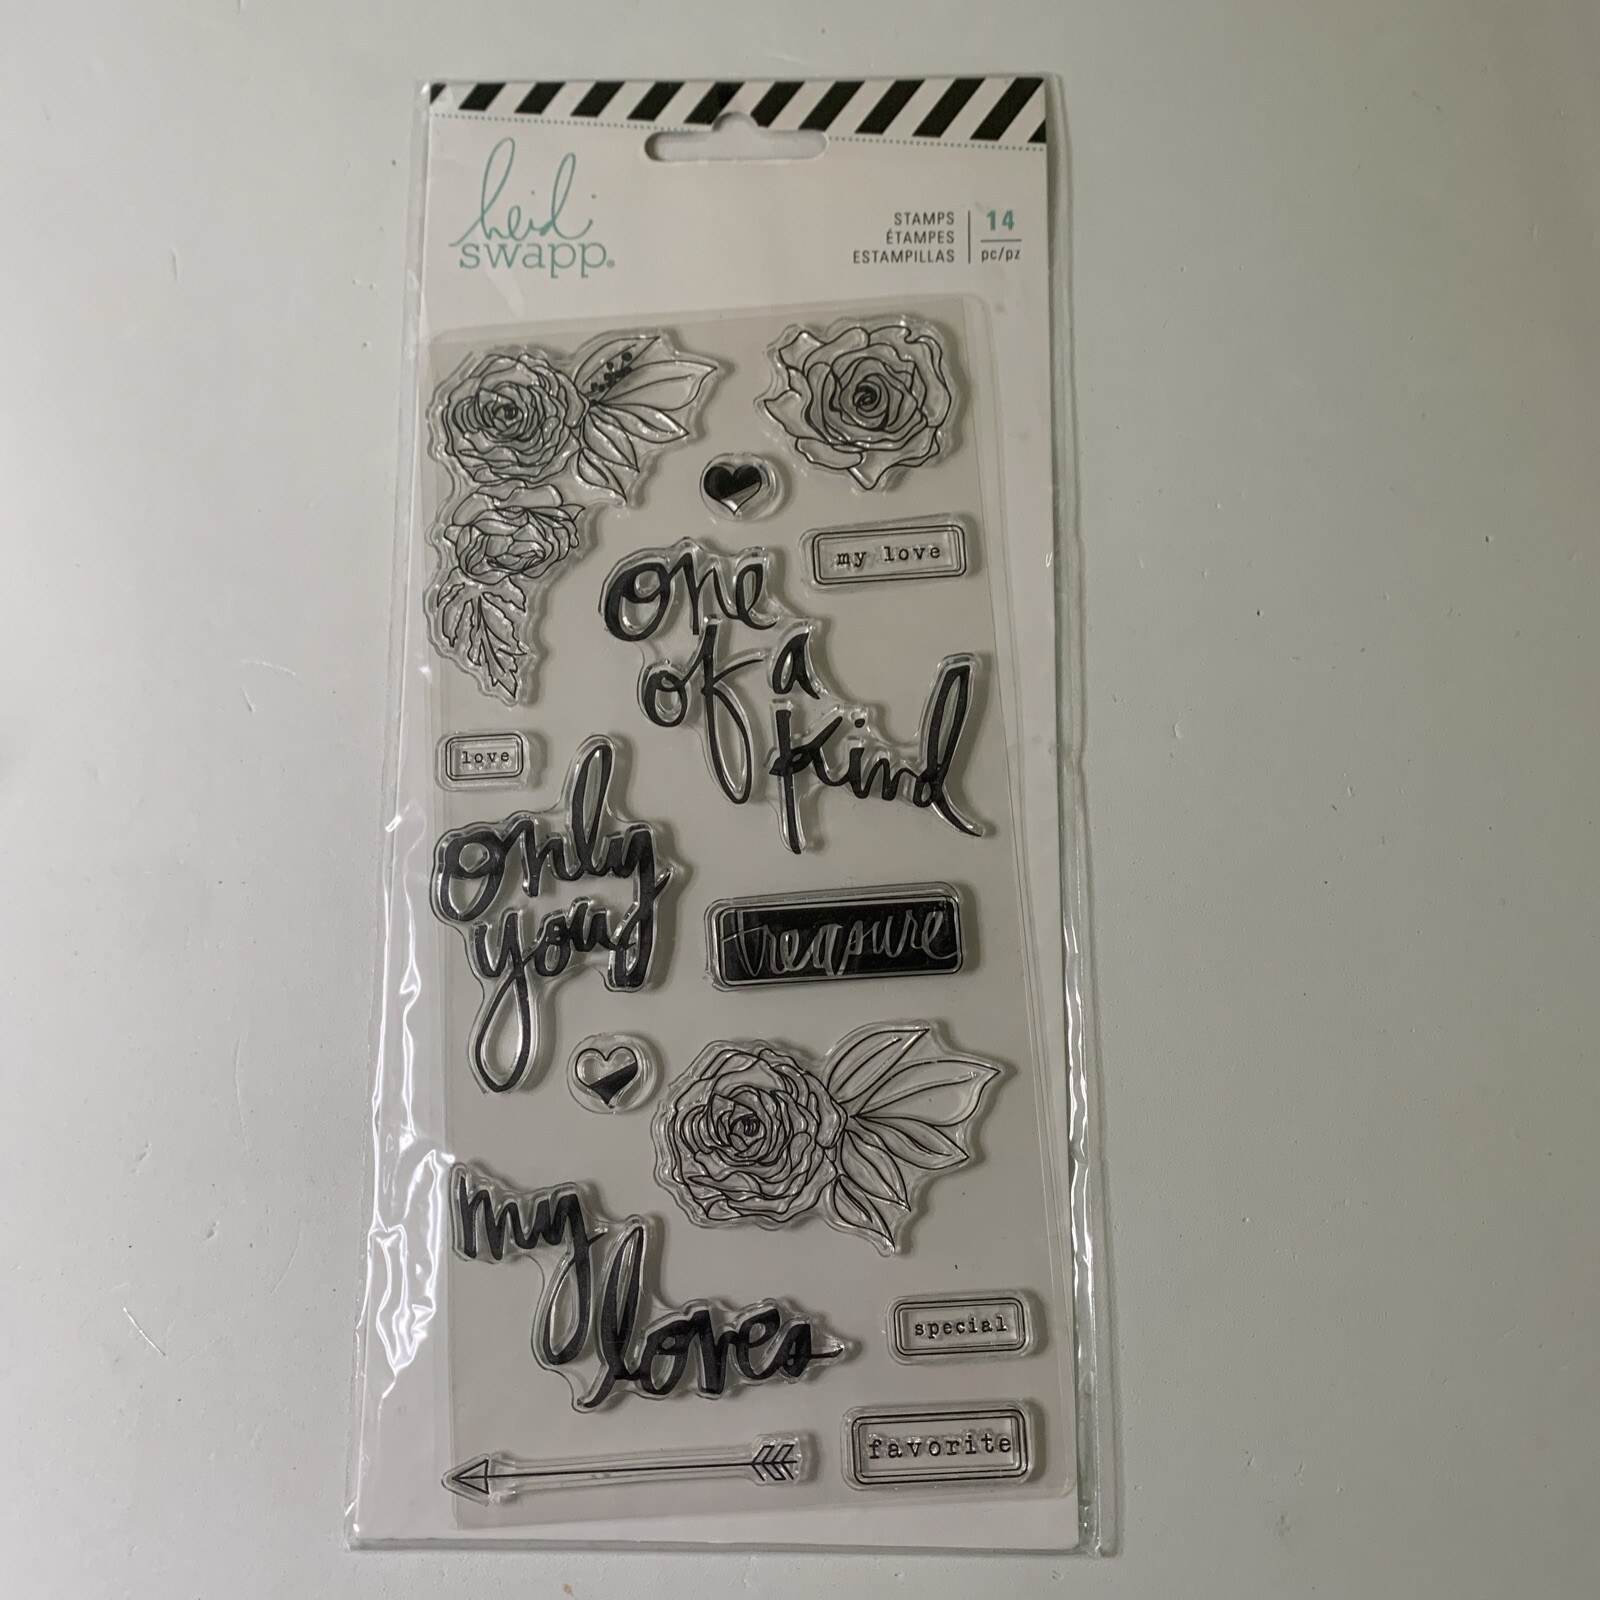 heidi
swapp.
STAMPS
ÉTAMPES
ESTAMPILLAS
14
pc/pz
my love
one
of a
kind
love
only
you
treasure
my
loves
special
favorite